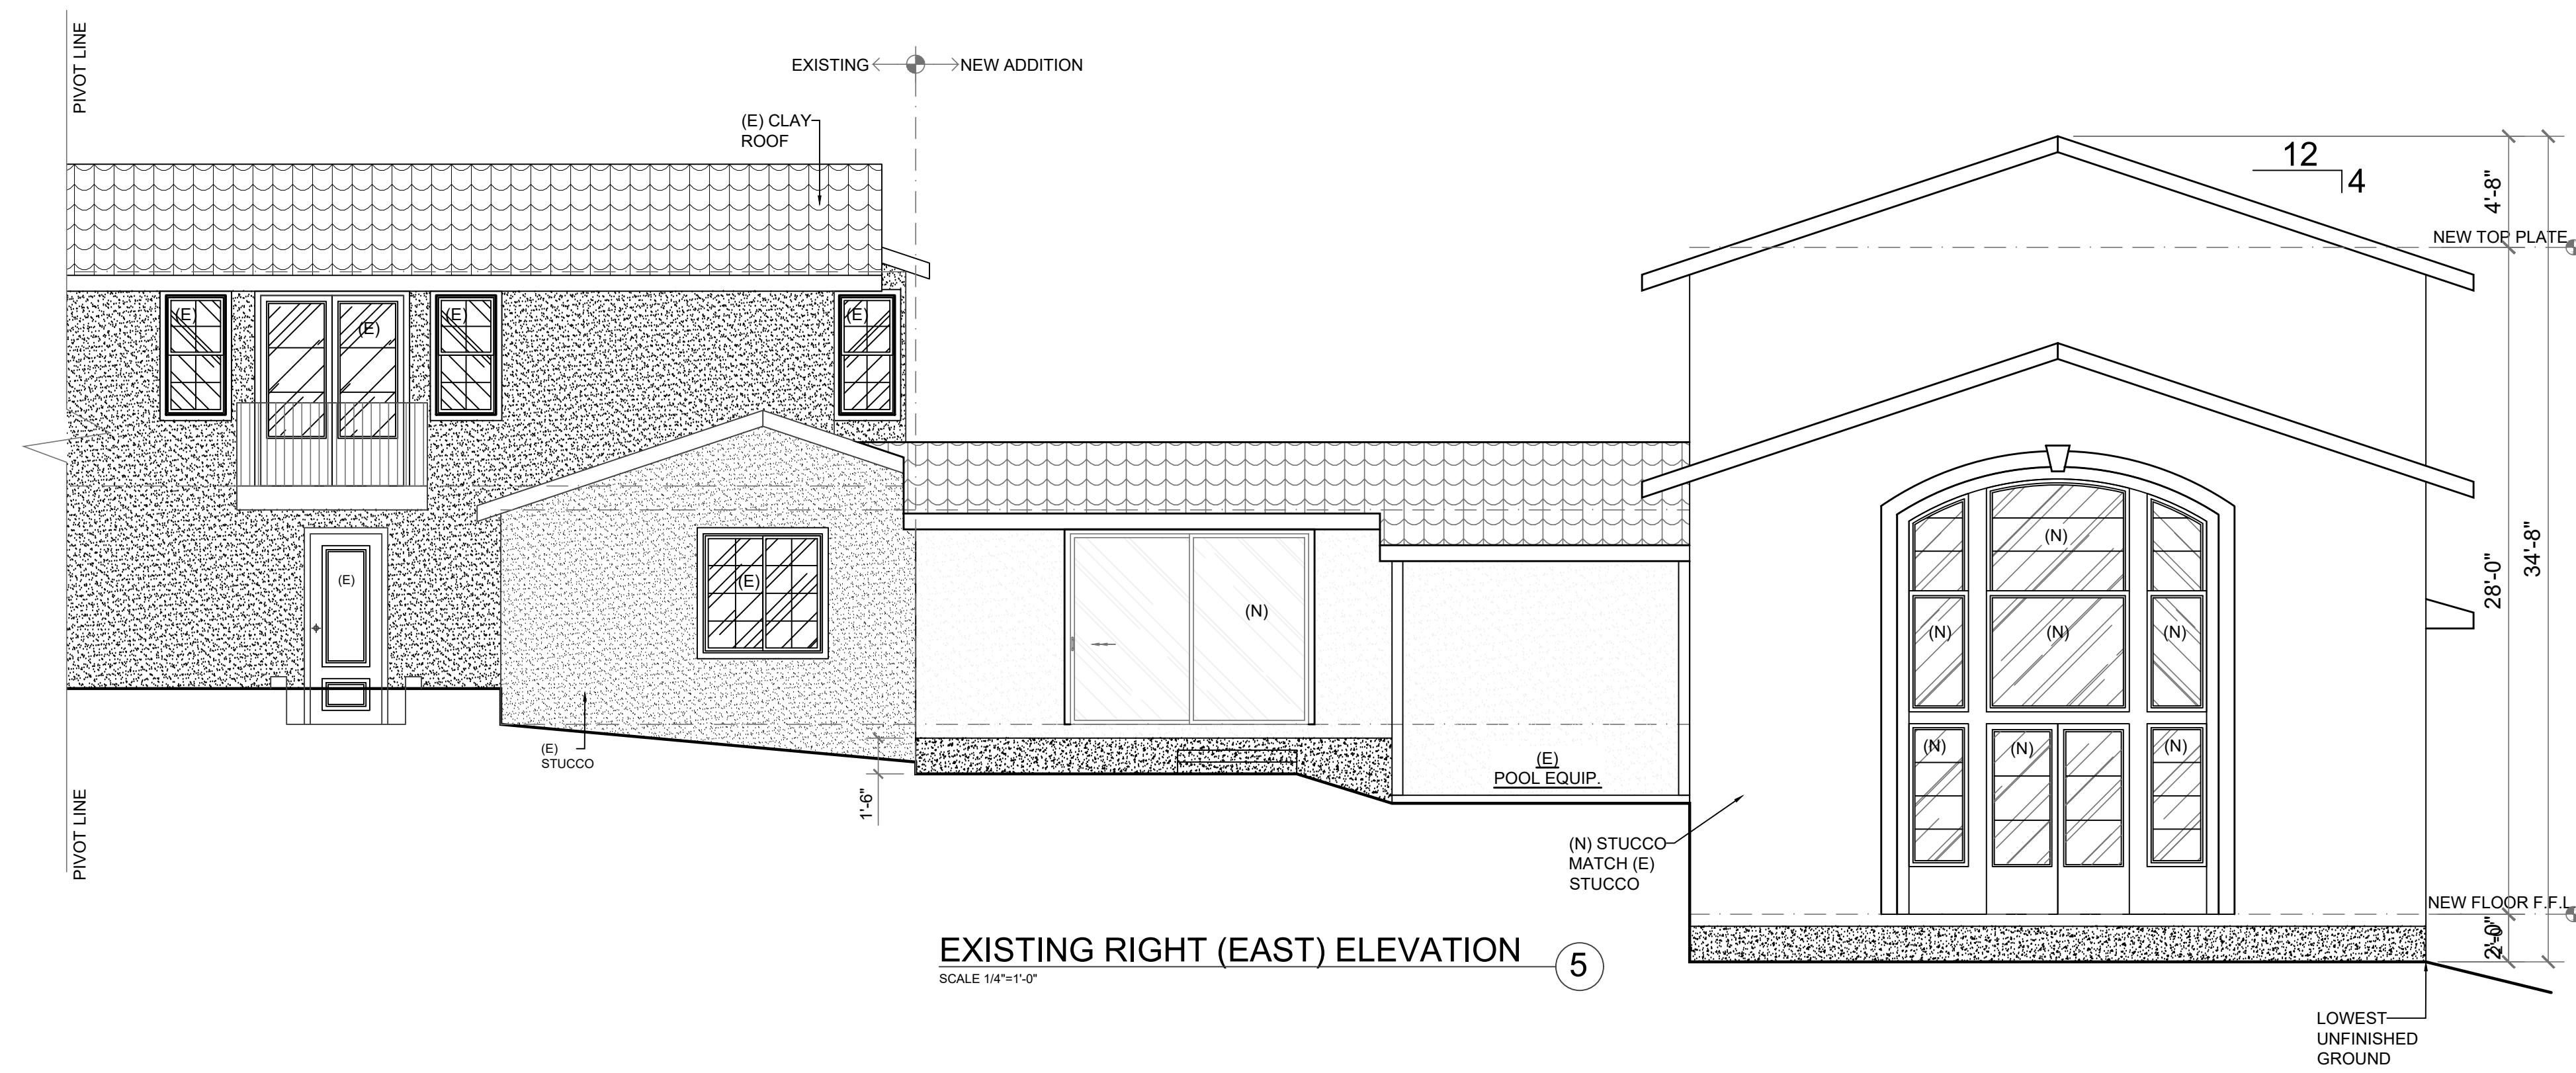 PIVOT LINE
EXISTING
NEW ADDITION
(E) CLAY
ROOF
12
4
4'-8"
NEW TOP PLATE
(E)
(E)
(E)
(E)
(E)
(E)
(N)
(N)
(N)
(N)
(N)
(N)
(N)
(N)
28'-0"
34'-8"
(E)
STUCCO
1'-6"
(E)
POOL EQUIP.
PIVOT LINE
(N) STUCCO
MATCH (E)
STUCCO
NEW FLOOR F.F.L
EXISTING RIGHT (EAST) ELEVATION
5
SCALE 1/4"=1'-0"
LOWEST
UNFINISHED
GROUND